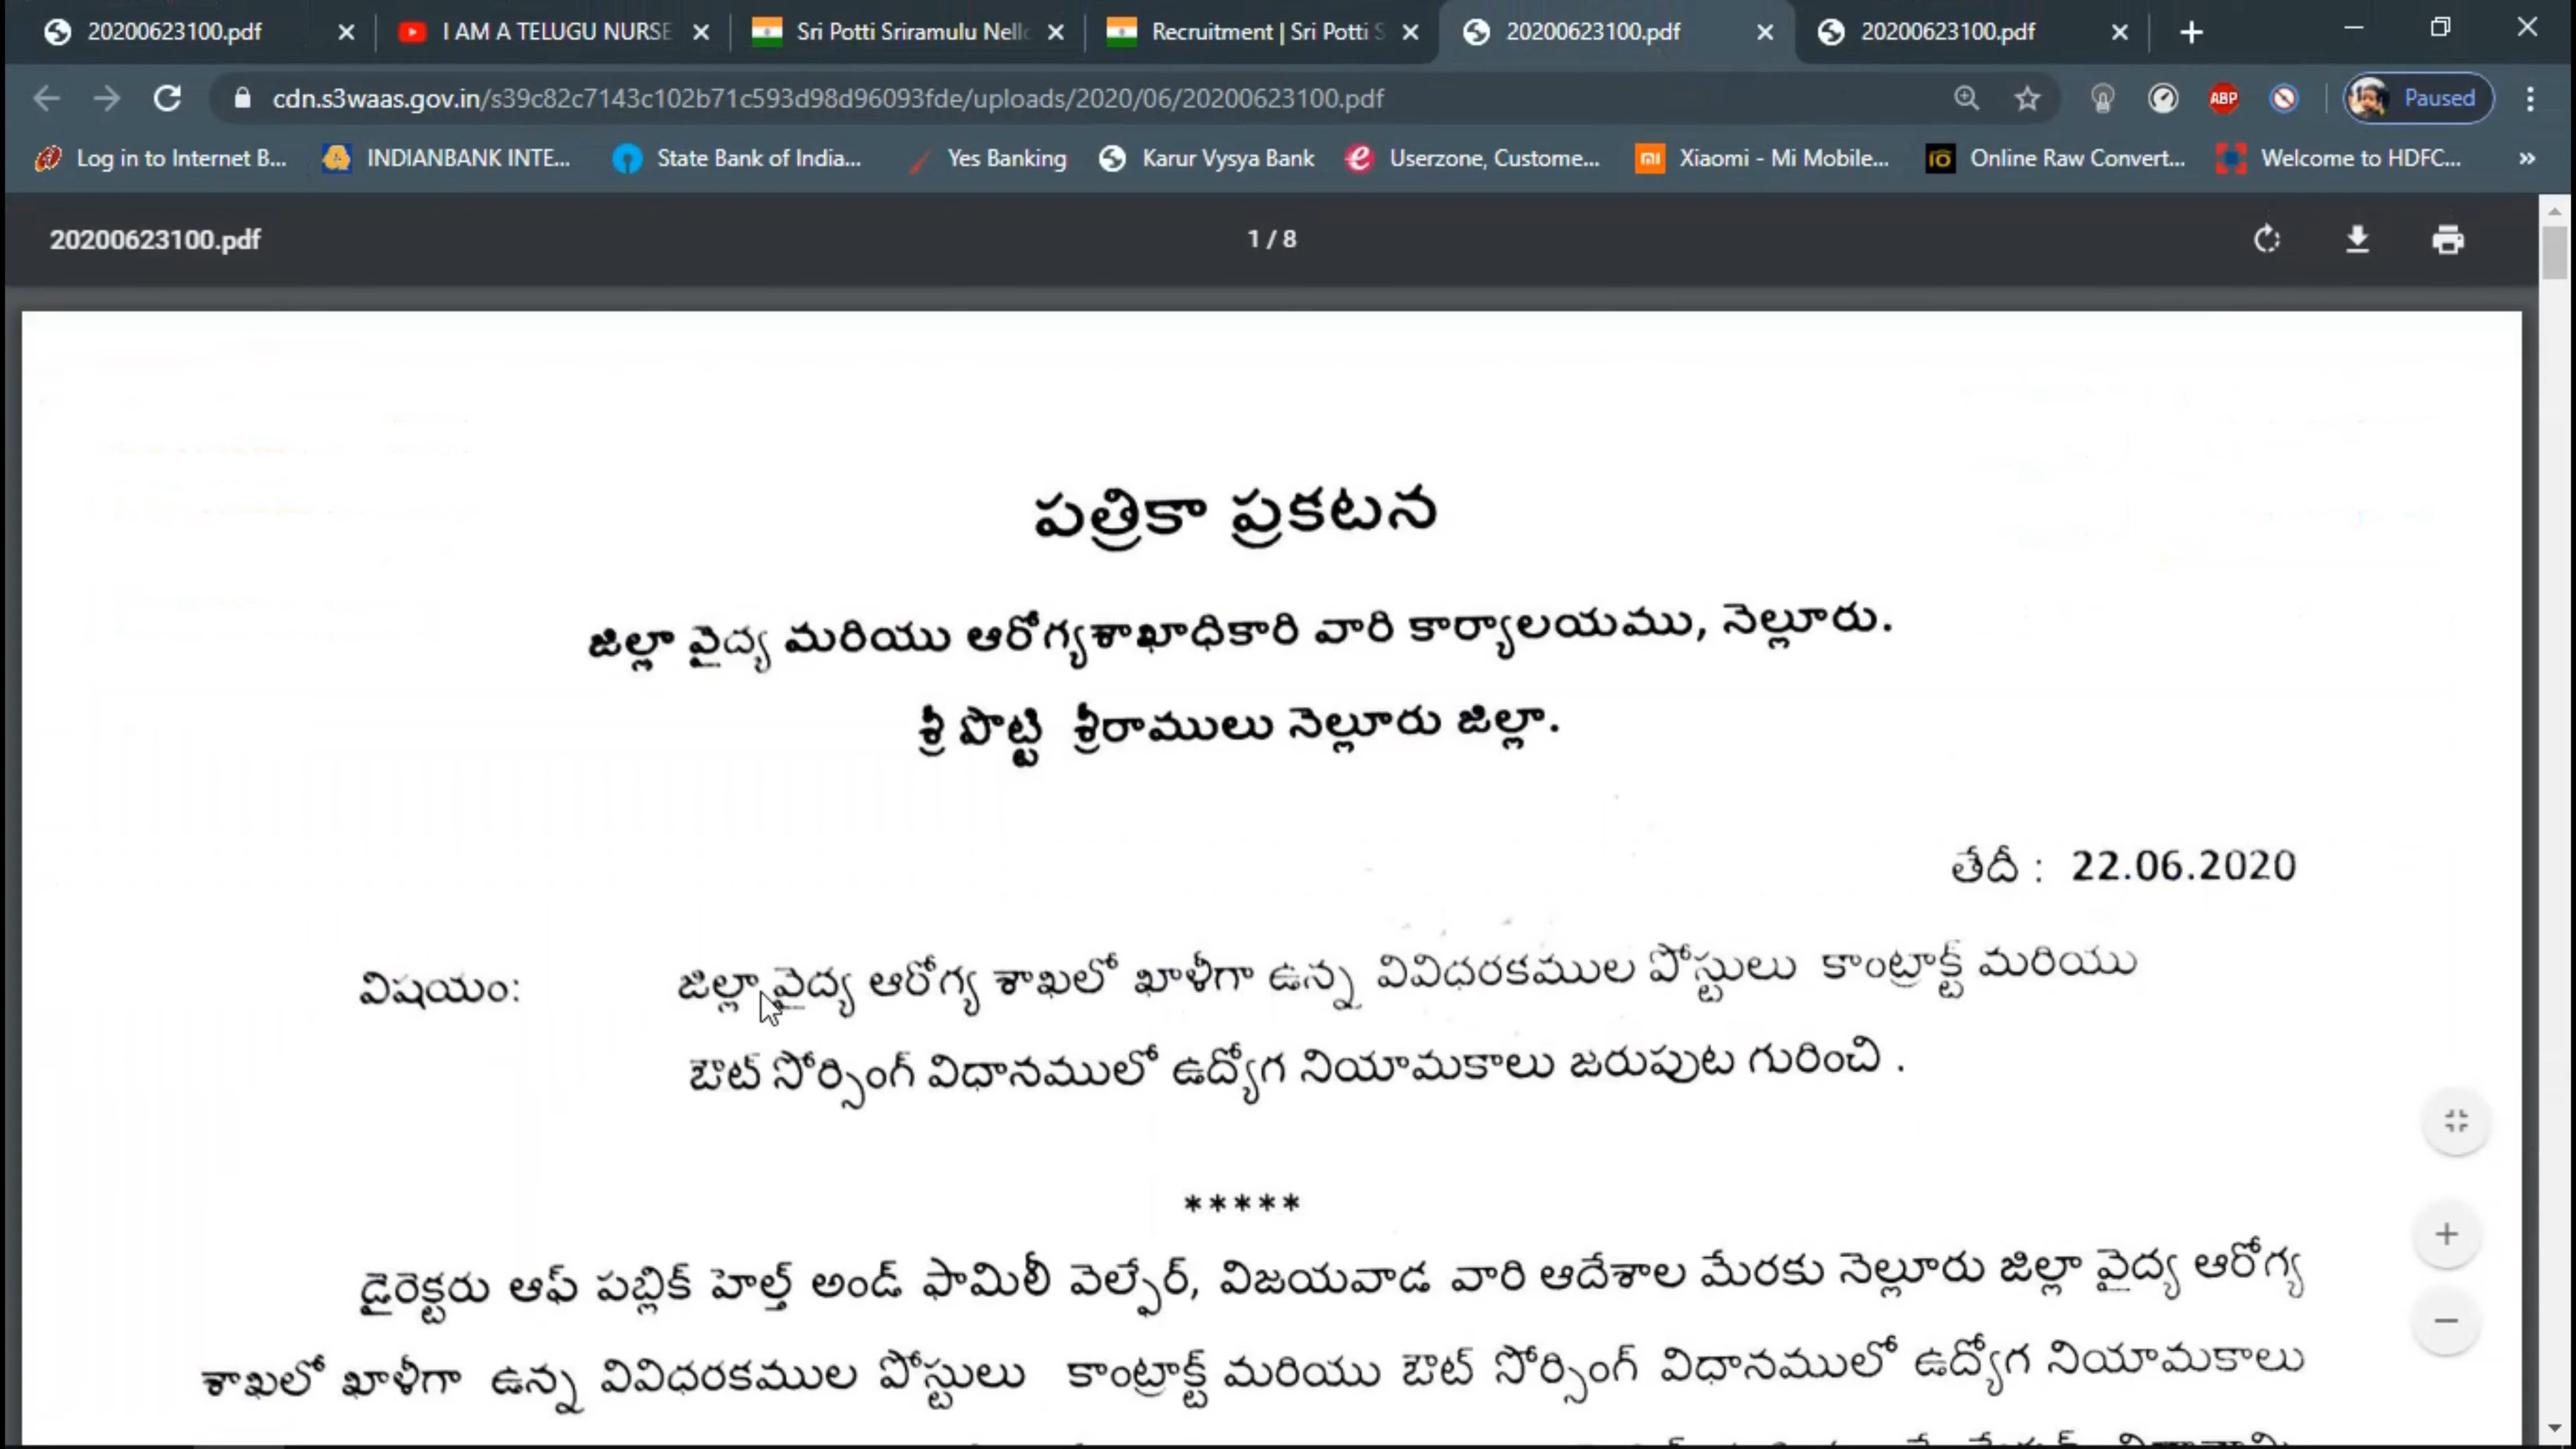 20200623100.pdf
I AM A TELUGU NURSE
Sri Potti Sriramulu Nello
Recruitment | Sri Potti S
20200623100.pdf
20200623100.pdf
cdn.s3waas.gov.in/s39c82c7143c102b71c593d98d96093fde/uploads/2020/06/20200623100.pdf
ABP
Paused
Log in to Internet B...
INDIANBANK INTE...
State Bank of India...
Yes Banking
Karur Vysya Bank
Userzone, Custome...
Xiaomi - Mi Mobile...
Online Raw Convert...
Welcome to HDFC...
20200623100.pdf
1 / 8
పత్రికా ప్రకటన
జిల్లా వైద్య మరియు ఆరోగ్యశాఖాధికారి వారి కార్యాలయము, నెల్లూరు.
శ్రీ పొట్టి శ్రీరాములు నెల్లూరు జిల్లా.
తేదీ : 22.06.2020
విషయం: జిల్లా వైద్య ఆరోగ్య శాఖలో ఖాళీగా ఉన్న వివిధరకముల పోస్టులు కాంట్రాక్ట్ మరియు
ఔట్ సోర్సింగ్ విధానములో ఉద్యోగ నియామకాలు జరుపుట గురించి .
*****
డైరెక్టరు ఆఫ్ పబ్లిక్ హెల్త్ అండ్ ఫామిలీ వెల్ఫేర్, విజయవాడ వారి ఆదేశాల మేరకు నెల్లూరు జిల్లా వైద్య ఆరోగ్య
శాఖలో ఖాళీగా ఉన్న వివిధరకముల పోస్టులు కాంట్రాక్ట్ మరియు ఔట్ సోర్సింగ్ విధానములో ఉద్యోగ నియామకాలు